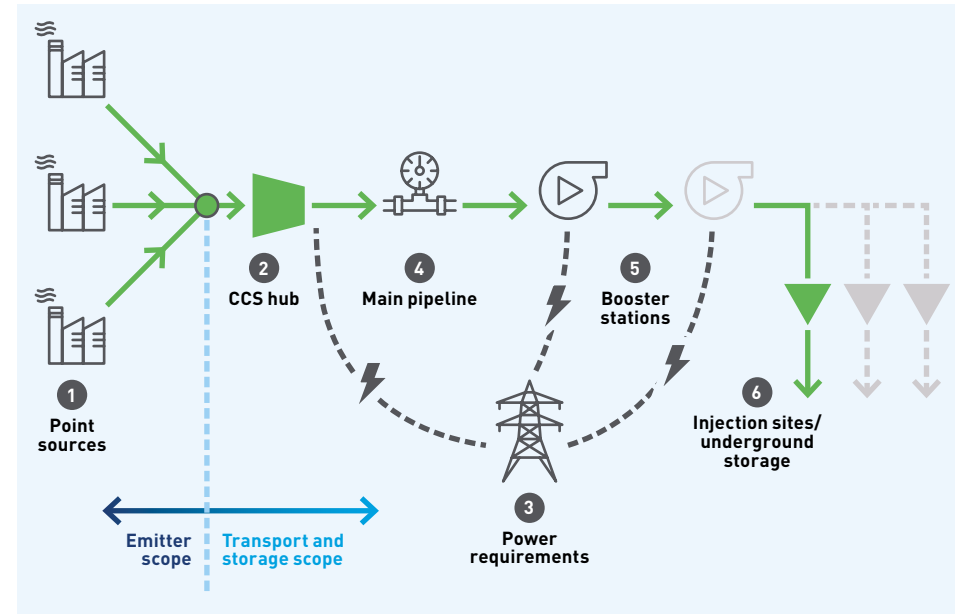 1
Point
sources
2
CCS hub
4
Main pipeline
5
Booster
stations
6
Injection sites/
underground
storage
3
Power
requirements
Emitter
scope
Transport and
storage scope